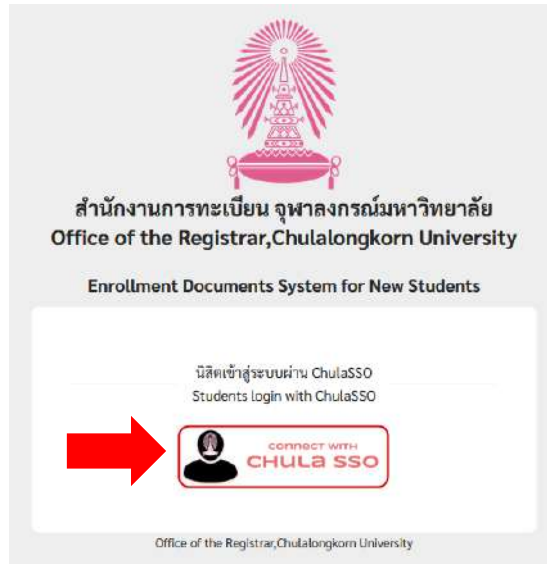 สำนักงานการทะเบียน จุฬาลงกรณ์มหาวิทยาลัย
Office of the Registrar,Chulalongkorn University
Enrollment Documents System for New Students
นิสิตเข้าสู่ระบบผ่าน ChulaSSO
Students login with ChulaSSO
CONNECT WITH
CHULA SSO
Office of the Registrar,Chulalongkorn University